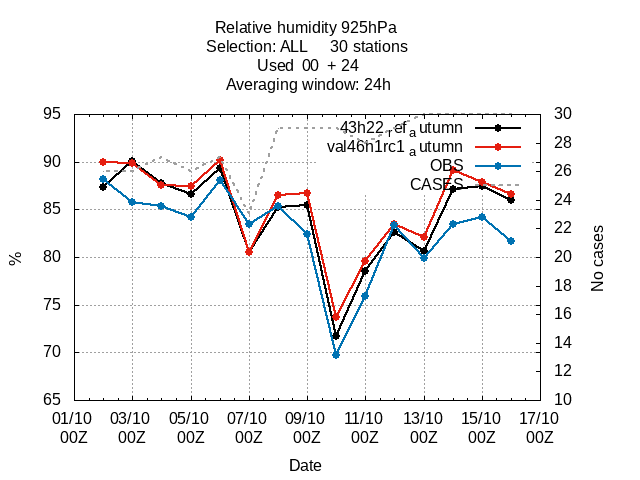 Relative humidity 925hPa
Selection: ALL 30 stations
Used 00 + 24
Averaging window: 24h
95 30
43h22_ref_autumn
28
val46h1rc1_autumn
90 26
OBS
CASES
85 24
22
80 20
% No cases
18
75 16
14
70 12
65 10
01/10 03/10 05/10 07/10 09/10 11/10 13/10 15/10 17/10
00Z 00Z 00Z 00Z 00Z 00Z 00Z 00Z 00Z
Date